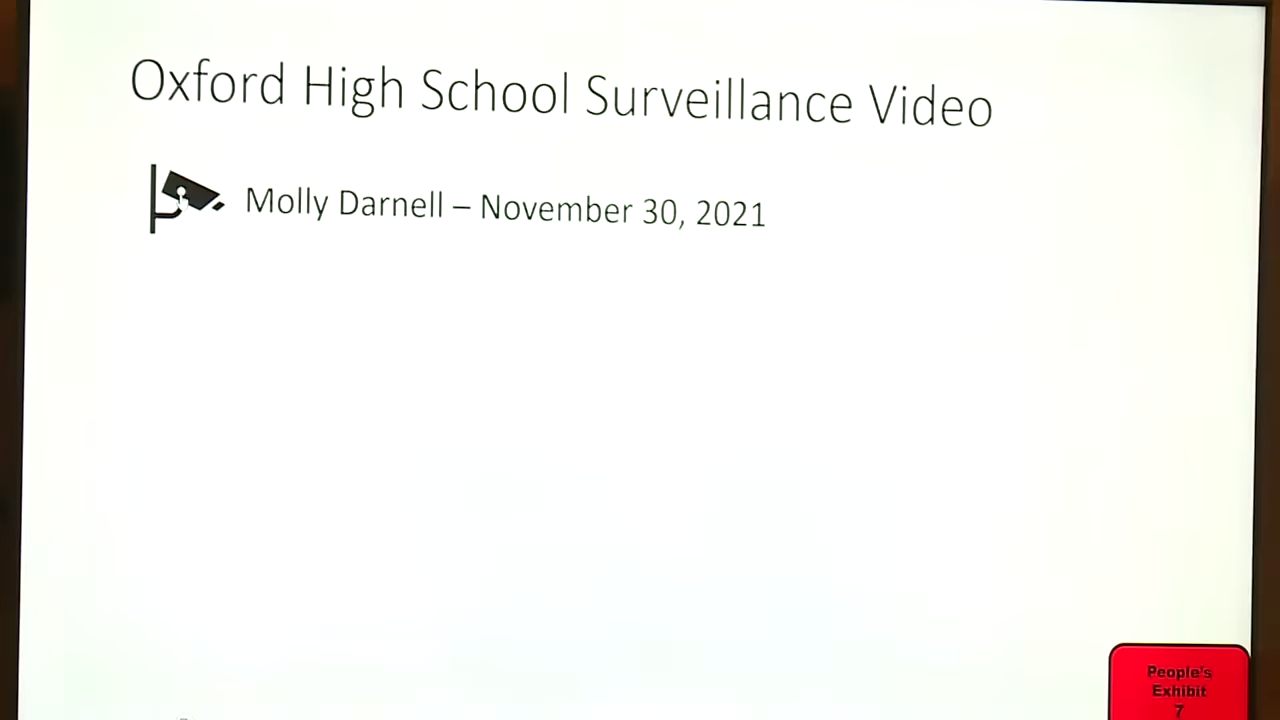 Oxford High School Surveillance Video
Molly Darnell – November 30, 2021
People's
Exhibit
7